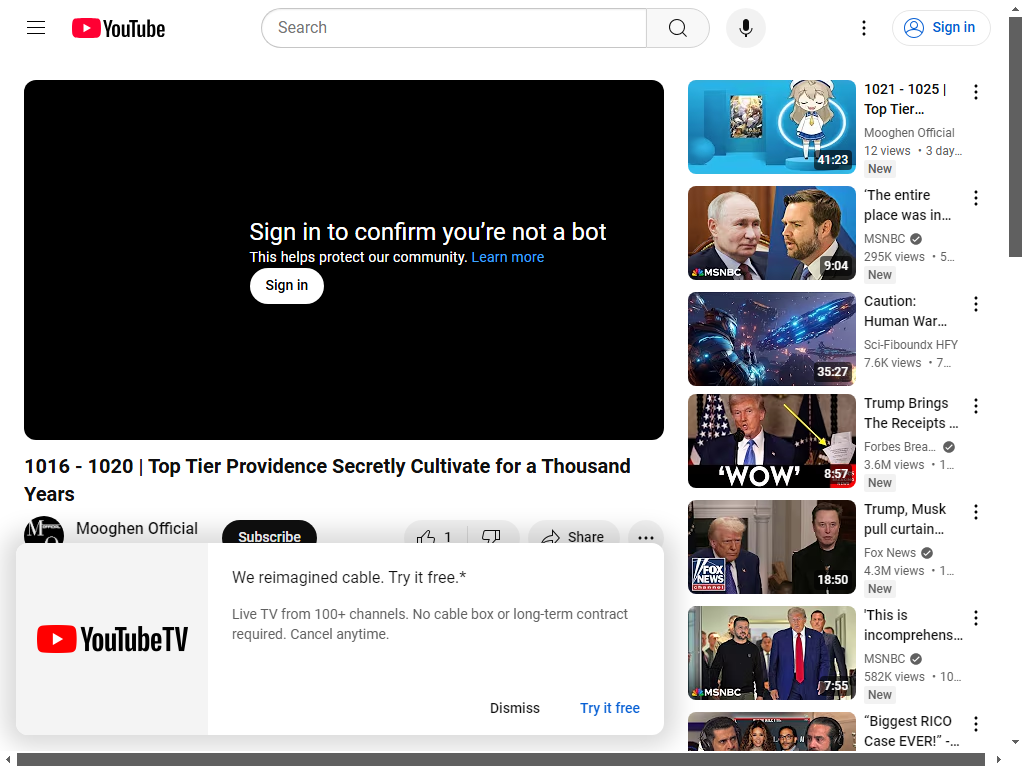 YouTube
Search
Sign in
Sign in to confirm you’re not a bot
This helps protect our community. Learn more
Sign in
1016 - 1020 | Top Tier Providence Secretly Cultivate for a Thousand
Years
Mooghen Official
Subscribe
1
Share
YouTubeTV
We reimagined cable. Try it free.*
Live TV from 100+ channels. No cable box or long-term contract
required. Cancel anytime.
Dismiss
Try it free
41:23
1021 - 1025 |
Top Tier…
Mooghen Official
12 views • 3 day…
New
MSNBC
9:04
‘The entire
place was in…
MSNBC
295K views • 5…
New
35:27
Caution:
Human War…
Sci-Fiboundx HFY
7.6K views • 7…
‘WOW’
8:57
Trump Brings
The Receipts …
Forbes Brea…
3.6M views • 1…
New
FOX
NEWS
channel
18:50
Trump, Musk
pull curtain…
Fox News
4.3M views • 1…
New
MSNBC
7:55
'This is
incomprehens…
MSNBC
582K views • 10…
New
“Biggest RICO
Case EVER!” -…